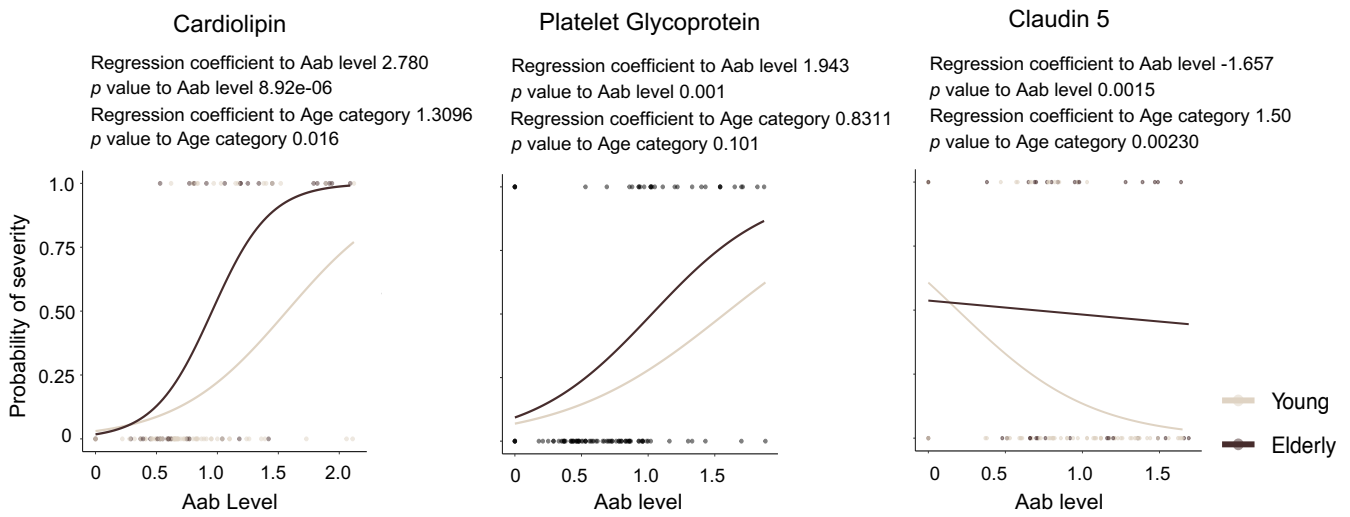 Cardiolipin
Regression coefficient to Aab level 2.780
p value to Aab level 8.92e-06
Regression coefficient to Age category 1.3096
p value to Age category 0.016
Platelet Glycoprotein
Regression coefficient to Aab level 1.943
p value to Aab level 0.001
Regression coefficient to Age category 0.8311
p value to Age category 0.101
Claudin 5
Regression coefficient to Aab level -1.657
p value to Aab level 0.0015
Regression coefficient to Age category 1.50
p value to Age category 0.00230
Probability of severity
1.0
0.75
0.50
0.25
0
0 0.5 1.0 1.5 2.0
Aab Level
0 0.5 1.0 1.5
Aab level
0 0.5 1.0 1.5
Aab level
Young
Elderly